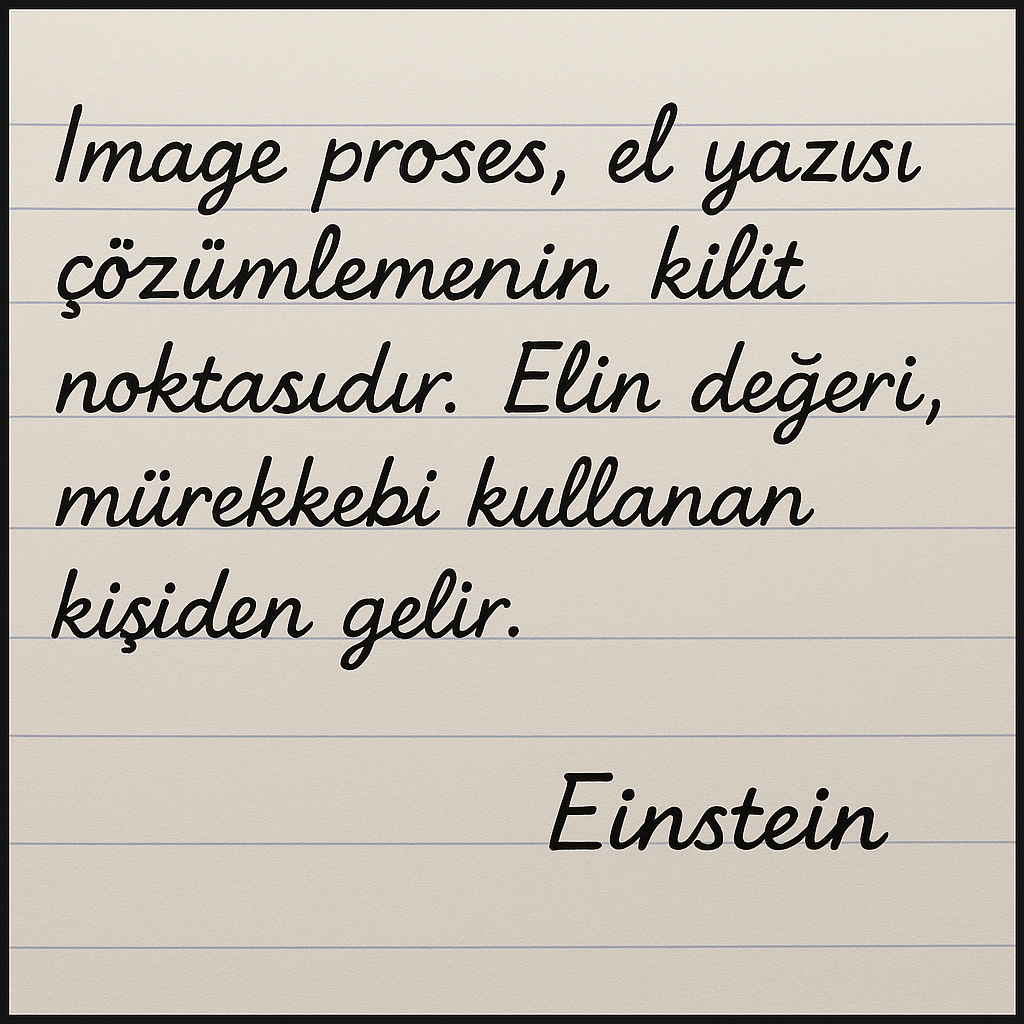 Image proses, el yazısı
çözümlemenin kilit
noktasıdır. Elin değeri,
mürekkebi kullanan
kişiden gelir.
Einstein